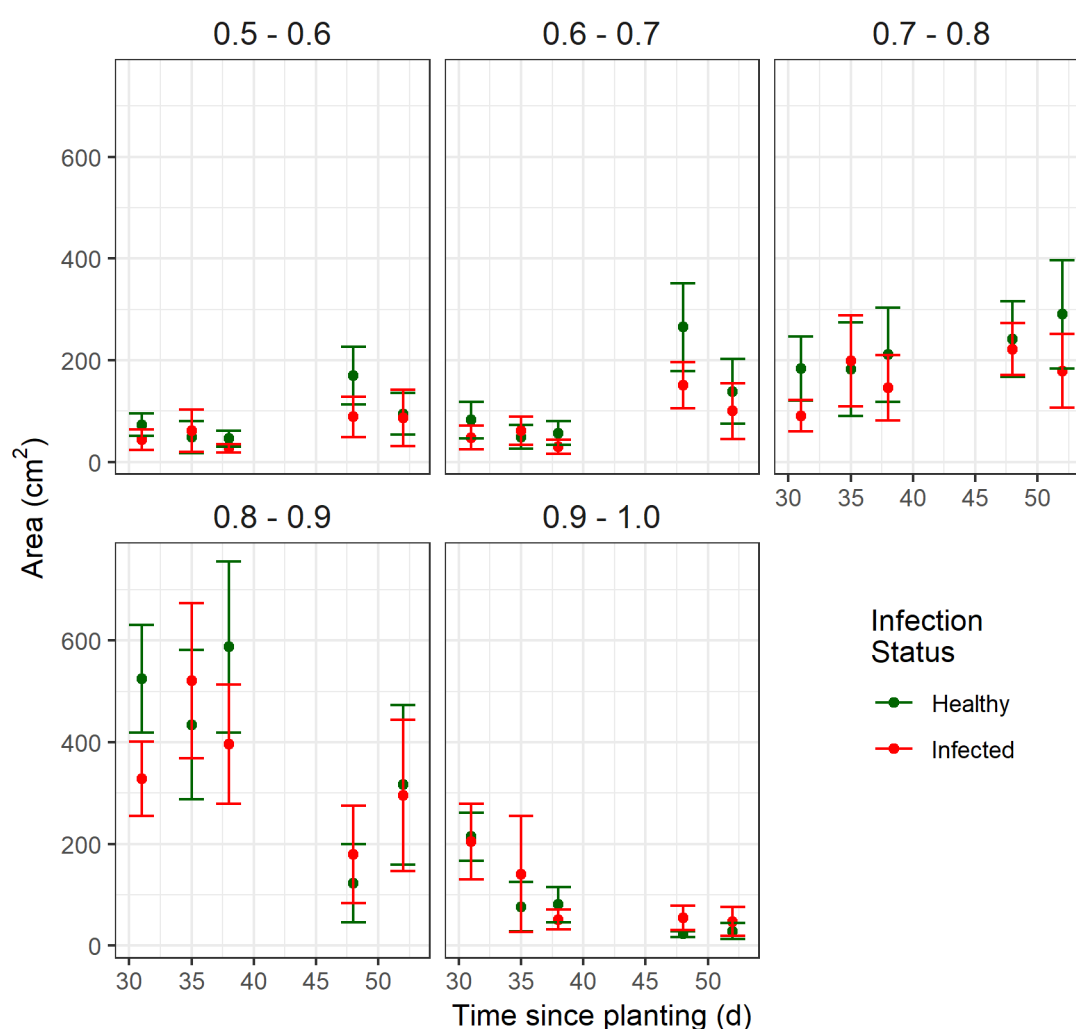 0.5 - 0.6
0.6 - 0.7
0.7 - 0.8
600
400
200
0
30 35 40 45 50
0.8 - 0.9
0.9 - 1.0
Area (cm²)
600
400
200
0
30 35 40 45 50
30 35 40 45 50
Time since planting (d)
Infection
Status
Healthy
Infected